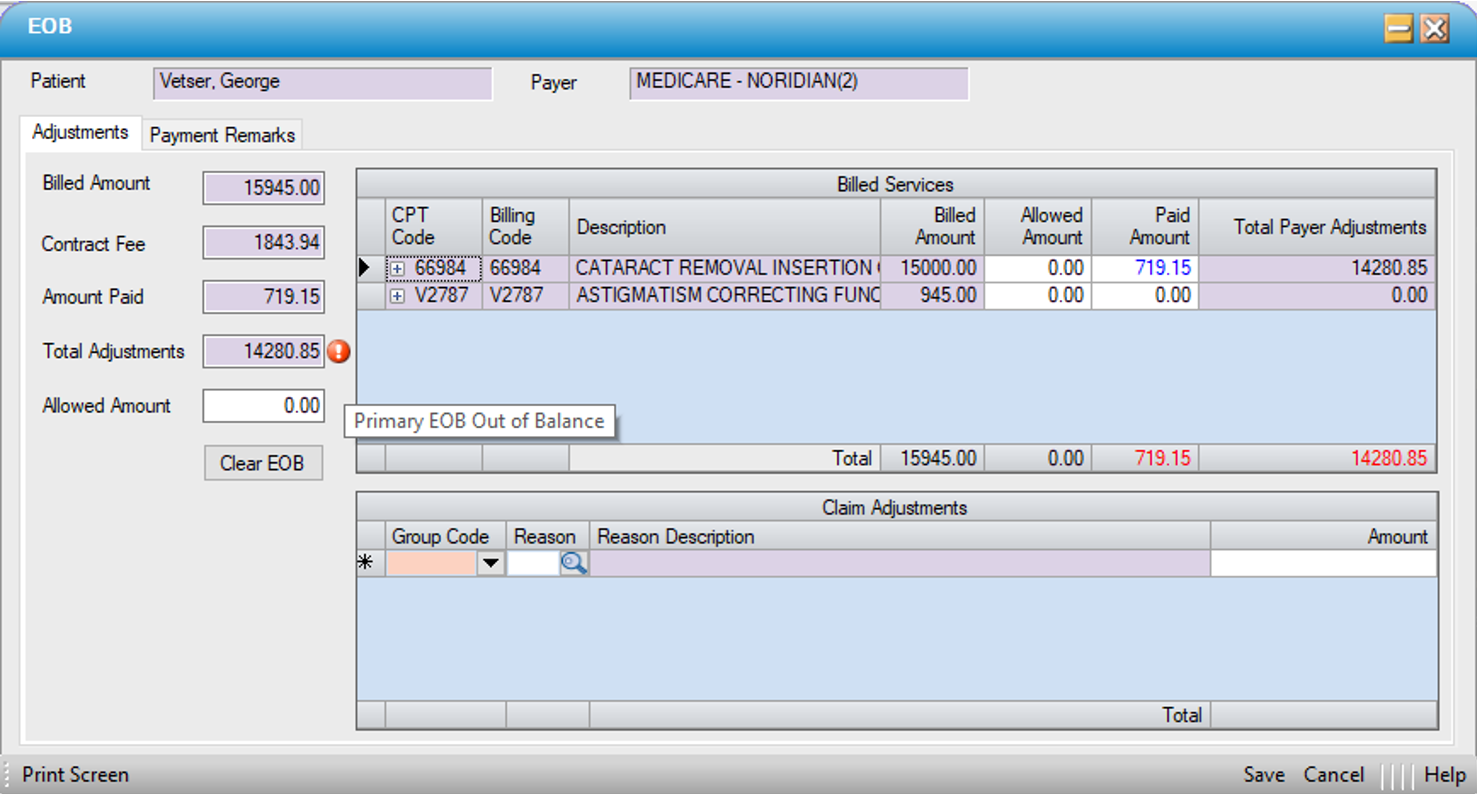 EOB
Patient Vetser, George Payer MEDICARE - NORIDIAN(2)
Adjustments Payment Remarks
Billed Amount 15945.00
Contract Fee 1843.94
Amount Paid 719.15
Total Adjustments 14280.85
Allowed Amount 0.00
Clear EOB
Primary EOB Out of Balance
Billed Services
CPT Code Billing Code Description Billed Amount Allowed Amount Paid Amount Total Payer Adjustments
66984 66984 CATARACT REMOVAL INSERTION 15000.00 0.00 719.15 14280.85
V2787 V2787 ASTIGMATISM CORRECTING FUNC 945.00 0.00 0.00 0.00
Total 15945.00 0.00 719.15 14280.85
Claim Adjustments
Group Code Reason Reason Description Amount
Total
Print Screen Save Cancel Help